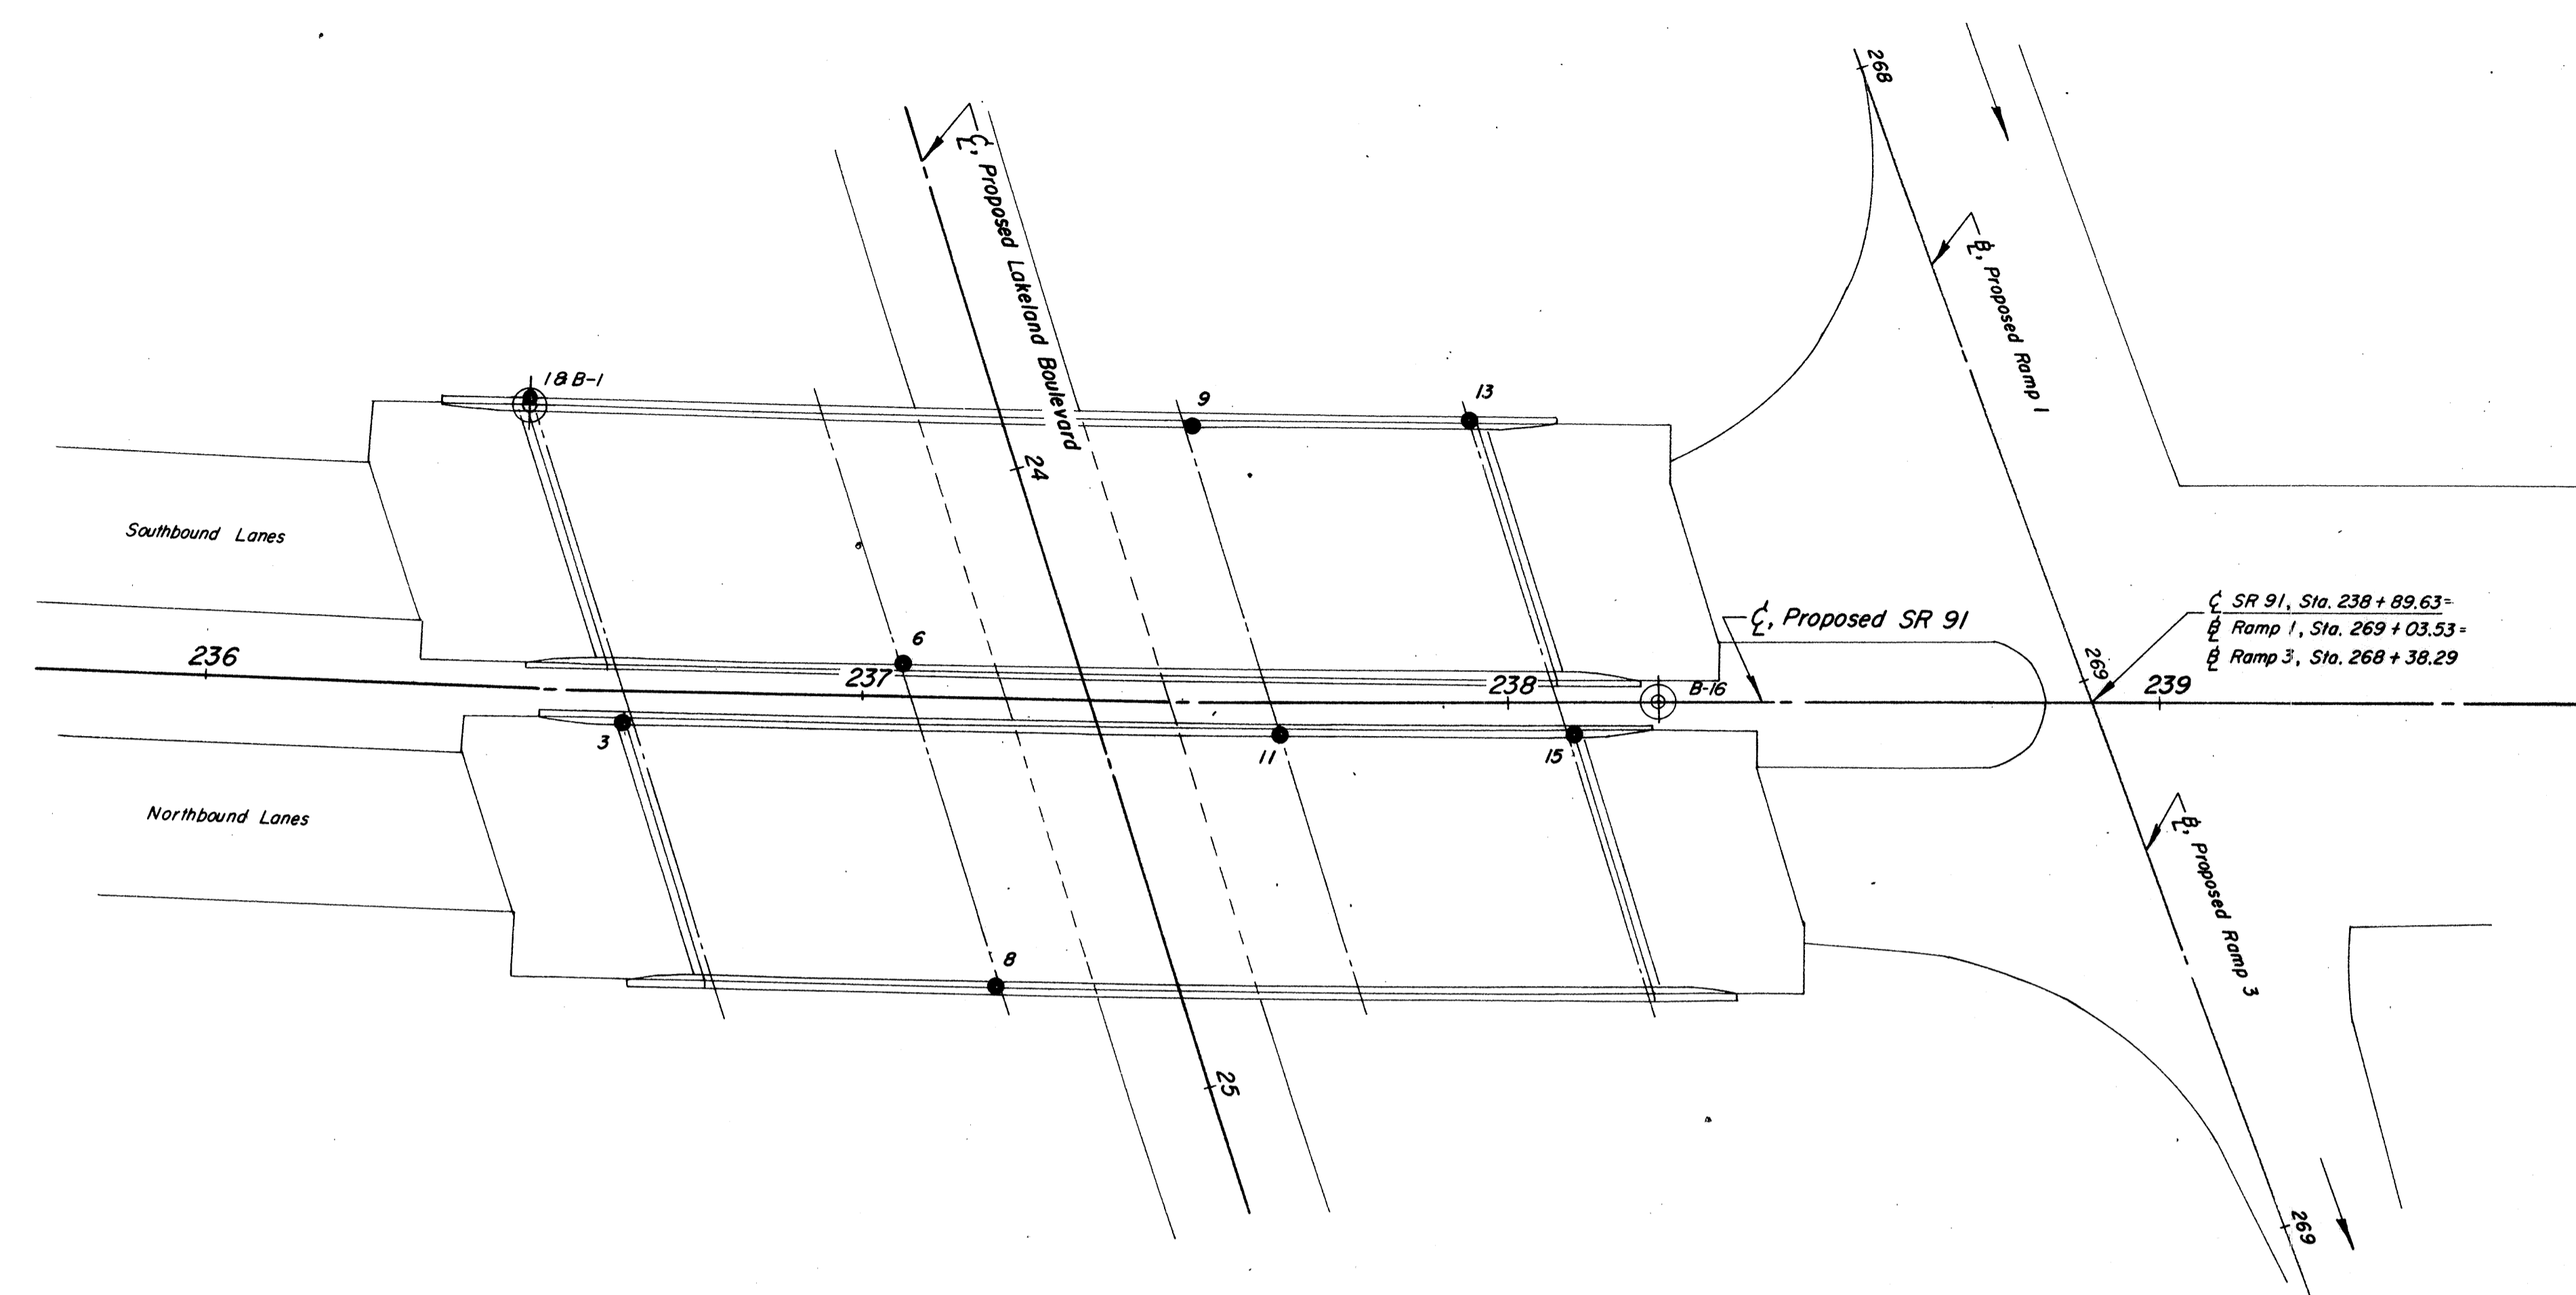 268
℄, Proposed Lakeland Boulevard
℄, Proposed Ramp 1
18 B-1
9
13
24
Southbound Lanes
℄ SR 91, Sta. 238 + 89.63 =
Ramp 1, Sta. 269 + 03.53 =
Ramp 3, Sta. 268 + 38.29
℄, Proposed SR 91
6
236
237
238
B-16
269
239
3
11
15
Northbound Lanes
Proposed Ramp 3
8
25
269